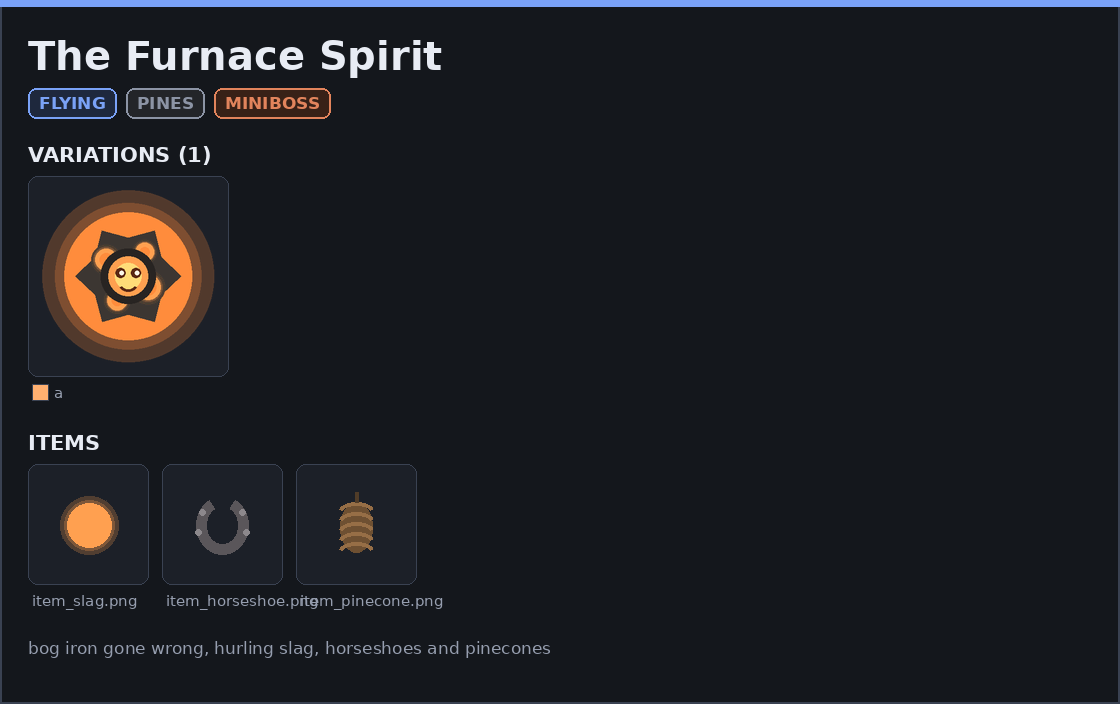 The Furnace Spirit
FLYING PINES MINIBOSS
VARIATIONS (1)
a
ITEMS
item_slag.png item_horseshoe.png item_pinecone.png
bog iron gone wrong, hurling slag, horseshoes and pinecones